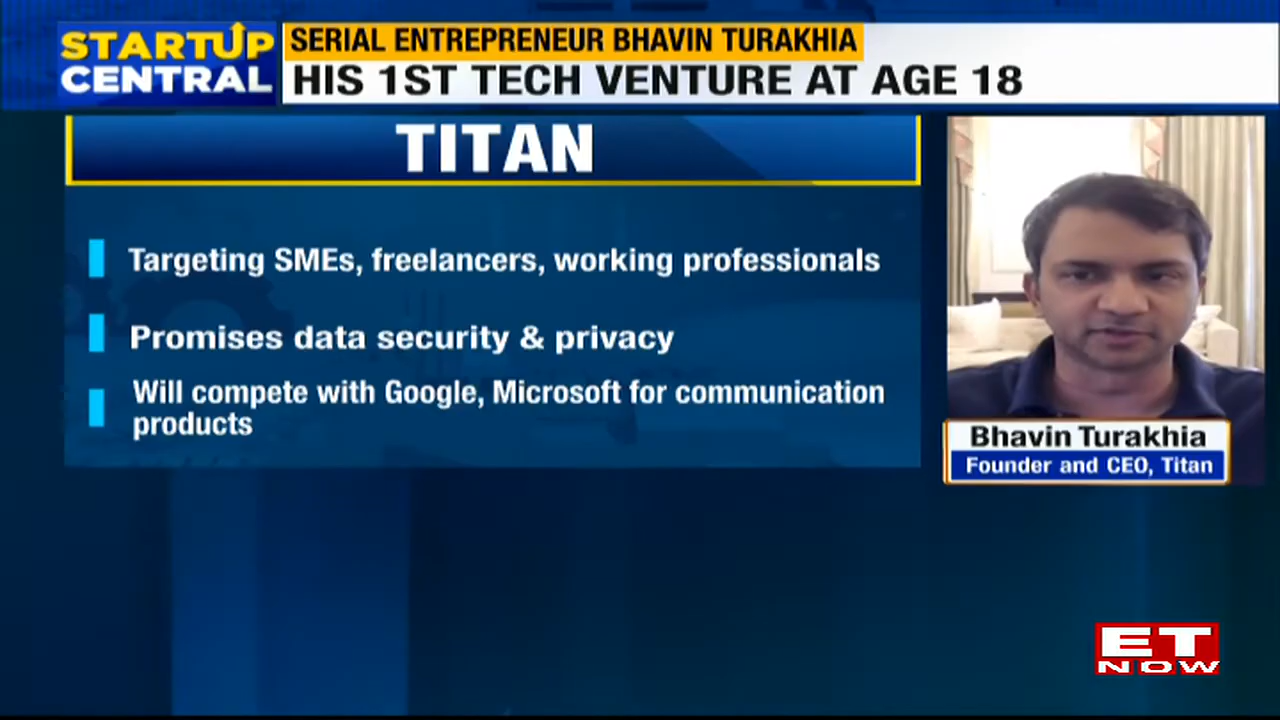 STARTUP
CENTRAL
SERIAL ENTREPRENEUR BHAVIN TURAKHIA
HIS 1ST TECH VENTURE AT AGE 18
TITAN
Targeting SMEs, freelancers, working professionals
Promises data security & privacy
Will compete with Google, Microsoft for communication
products
Bhavin Turakhia
Founder and CEO, Titan
ET
NOW